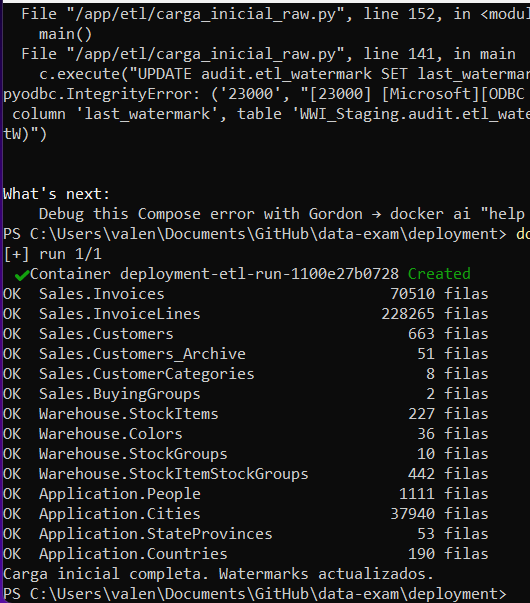 File "/app/etl/carga_inicial_raw.py", line 152, in <modu
main()
File "/app/etl/carga_inicial_raw.py", line 141, in main
c.execute("UPDATE audit.etl_watermark SET last_watermar
pyodbc.IntegrityError: ('23000', "[23000] [Microsoft][ODBC
column 'last_watermark', table 'WWI_Staging.audit.etl_wate
tW)")
What's next:
Debug this Compose error with Gordon → docker ai "help
PS C:\Users\valen\Documents\GitHub\data-exam\deployment> do
[+] run 1/1
✔Container deployment-etl-run-1100e27b0728 Created
OK Sales.Invoices 70510 filas
OK Sales.InvoiceLines 228265 filas
OK Sales.Customers 663 filas
OK Sales.Customers_Archive 51 filas
OK Sales.CustomerCategories 8 filas
OK Sales.BuyingGroups 2 filas
OK Warehouse.StockItems 227 filas
OK Warehouse.Colors 36 filas
OK Warehouse.StockGroups 10 filas
OK Warehouse.StockItemStockGroups 442 filas
OK Application.People 1111 filas
OK Application.Cities 37940 filas
OK Application.StateProvinces 53 filas
OK Application.Countries 190 filas
Carga inicial completa. Watermarks actualizados.
PS C:\Users\valen\Documents\GitHub\data-exam\deployment>